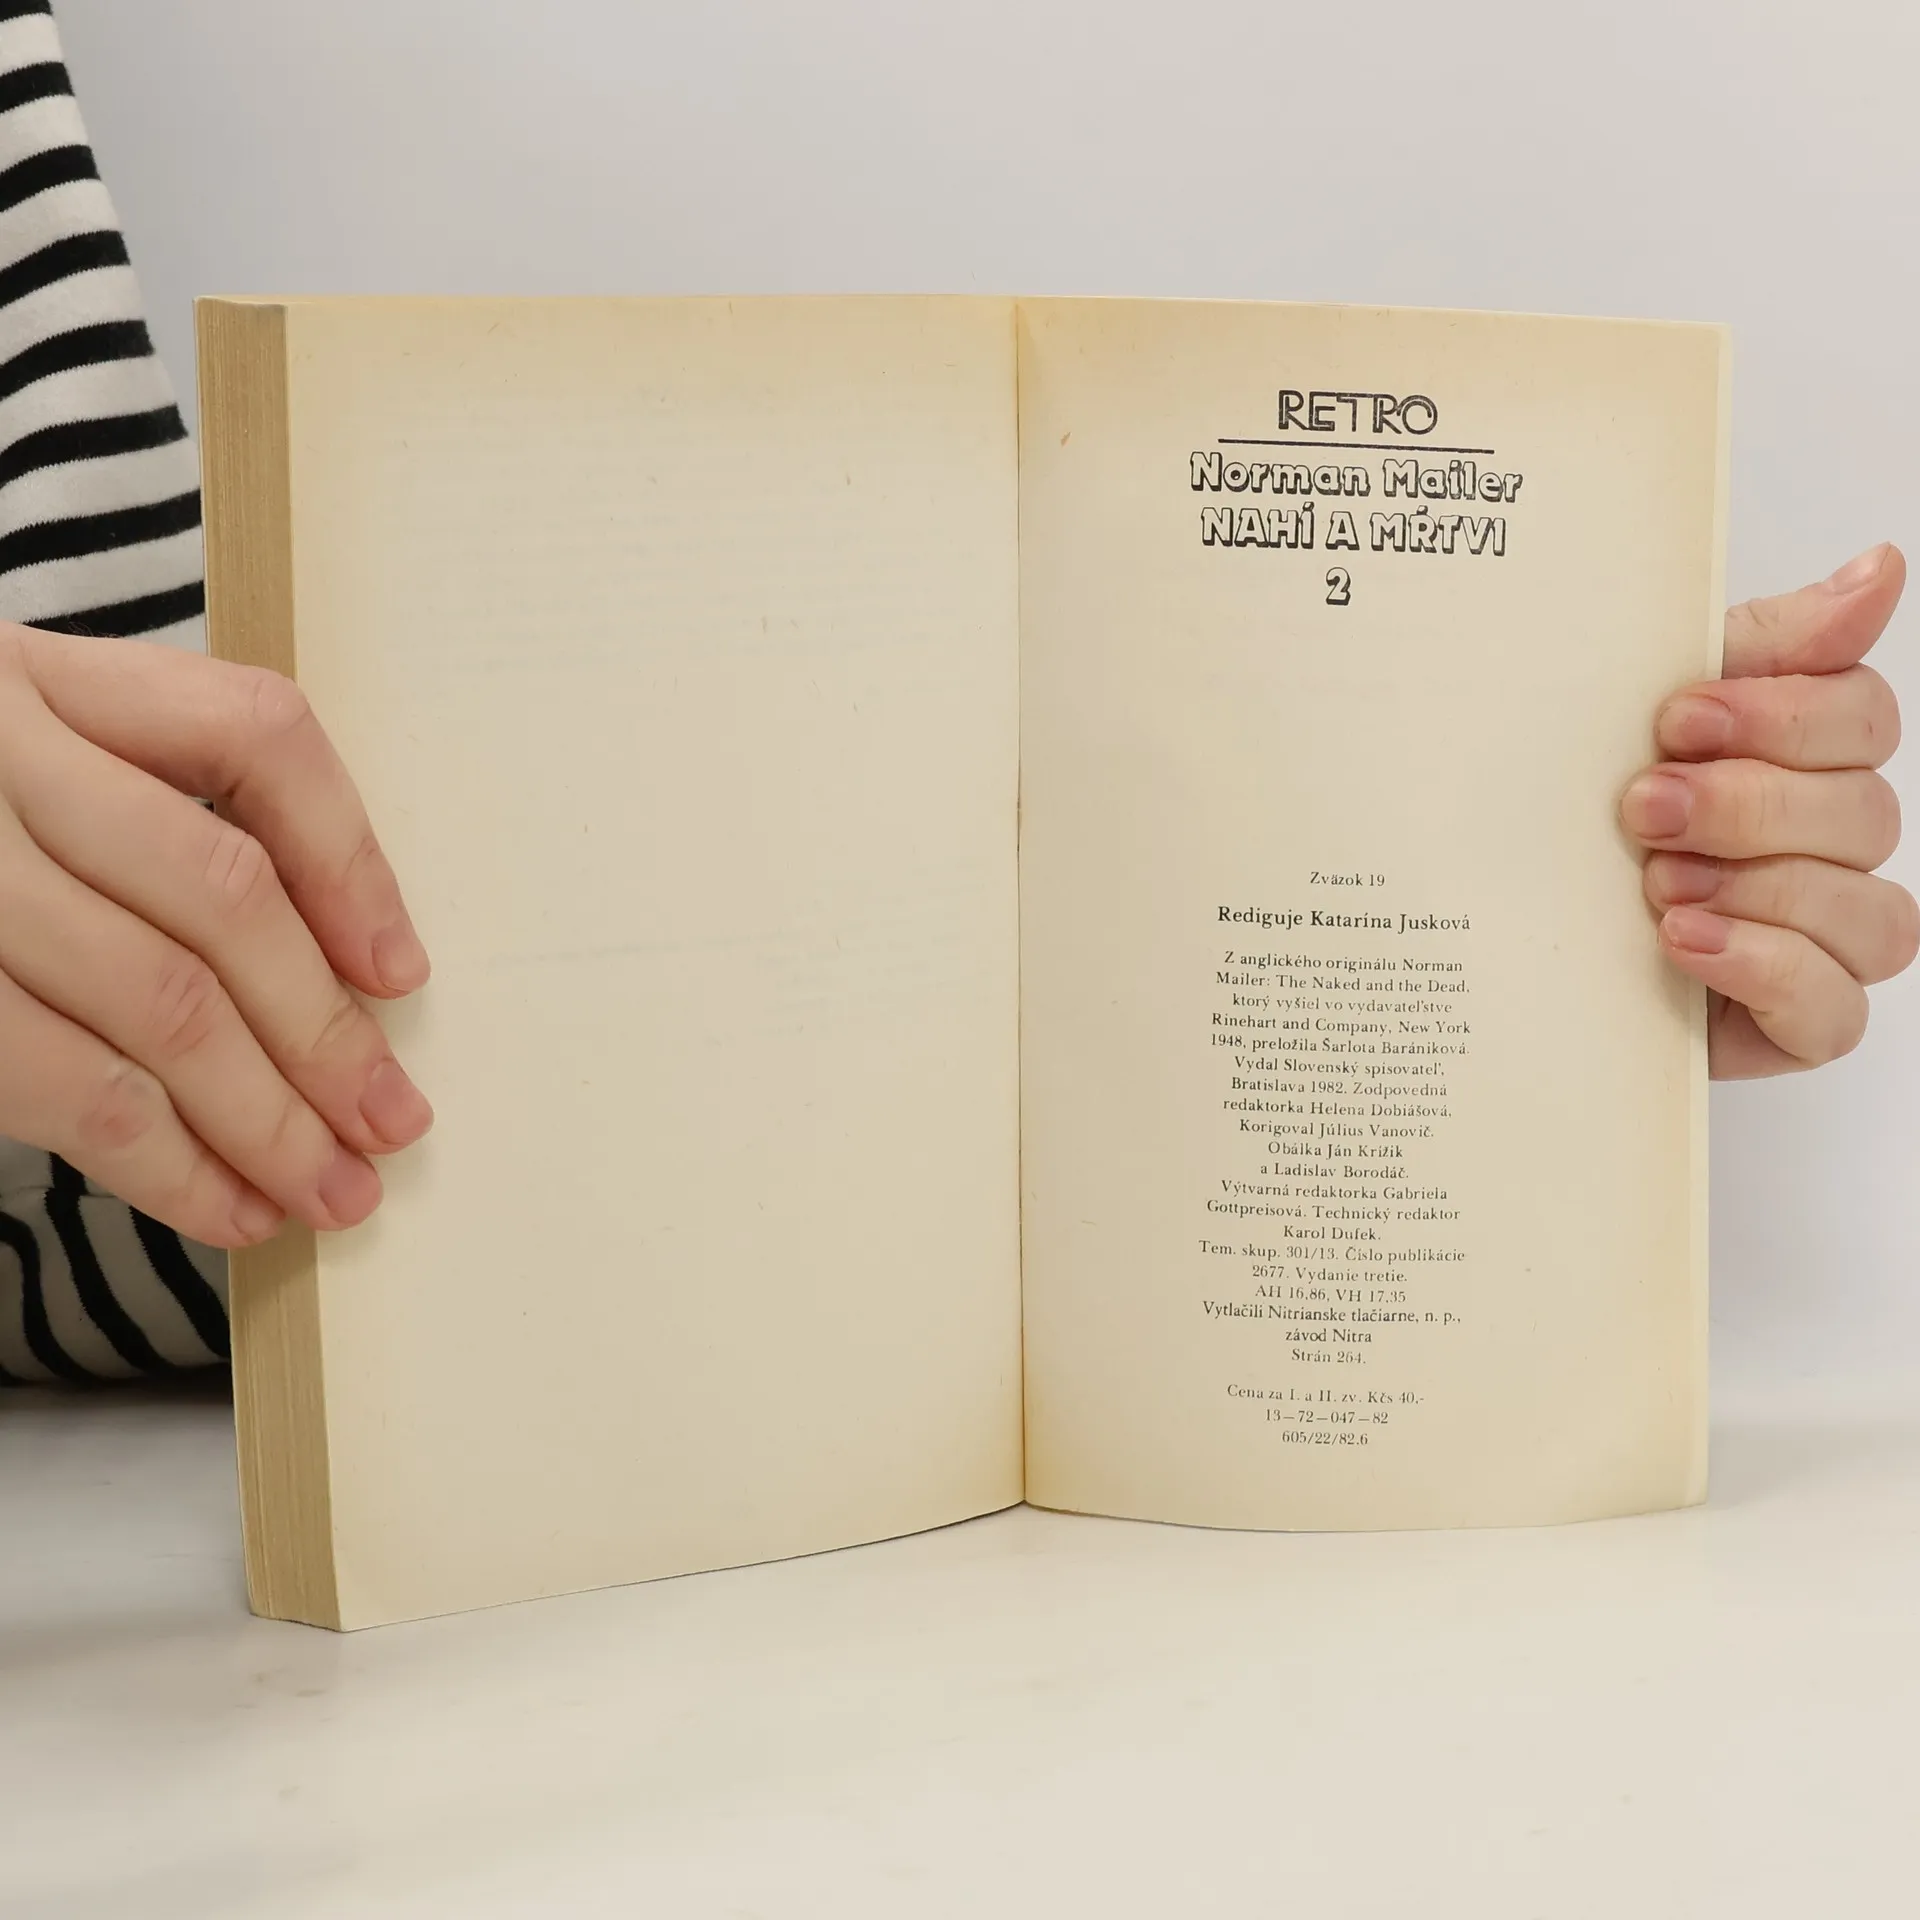 RETRO
Norman Mailer
NAHÍ A MŔTVI
2
Zväzok 19
Rediguje Katarína Jusková
Z anglického originálu Norman
Mailer: The Naked and the Dead,
ktorý vyšiel vo vydavateľstve
Rinehart and Company, New York
1948, preložila Šarlota Barániková.
Vydal Slovenský spisovateľ,
Bratislava 1982. Zodpovedná
redaktorka Helena Dobiášová.
Korigoval Július Vanovič.
Obálka Ján Krížik
a Ladislav Borodáč.
Výtvarná redaktorka Gabriela
Gottpreisová. Technický redaktor
Karol Dufek.
Tem. skup. 301/13. Číslo publikácie
2677. Vydanie tretie.
AH 16,86, VH 17,35
Vytlačili Nitrianske tlačiarne, n. p.,
závod Nitra
Strán 264.
Cena za I. a II. zv. Kčs 40,-
13—72—047—82
605/22/82.6